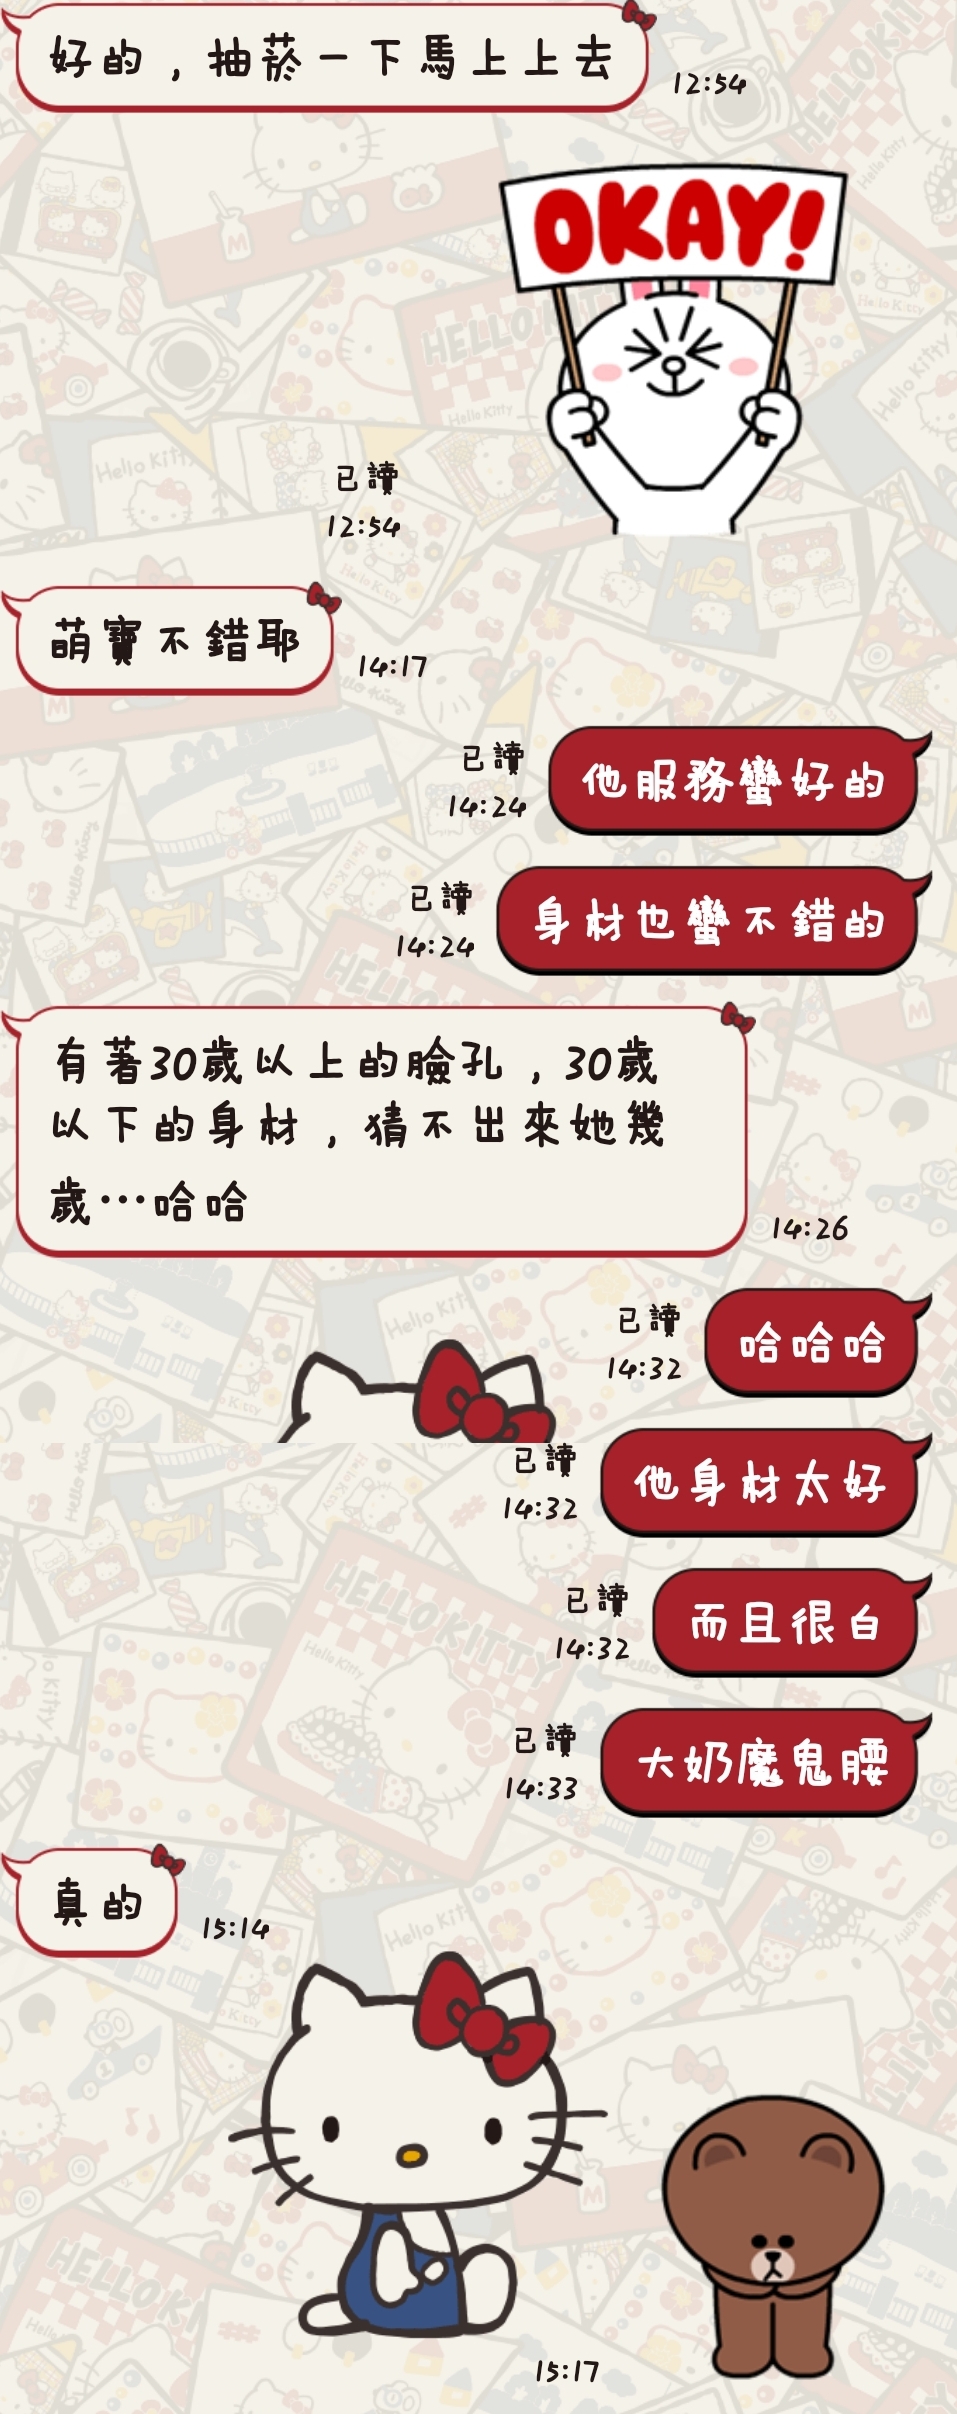 好的，抽菸一下馬上上去
12:54
OKAY!
已讀
12:54
萌寶不錯耶
14:17
已讀
14:24
他服務蠻好的
已讀
14:24
身材也蠻不錯的
有著30歲以上的臉孔，30歲
以下的身材，猜不出來她幾
歲⋯哈哈
14:26
已讀
14:32
哈哈哈
已讀
14:32
他身材太好
已讀
14:32
而且很白
已讀
14:33
大奶魔鬼腰
真的
15:14
15:17